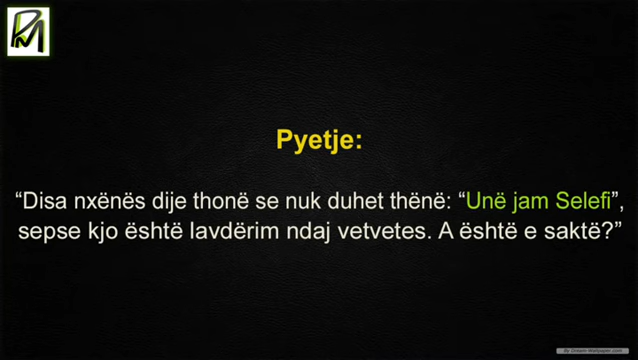 Pyetje:
“Disa nxënës dije thonë se nuk duhet thënë: “Unë jam Selefi”,
sepse kjo është lavdërim ndaj vetvetes. A është e saktë?”